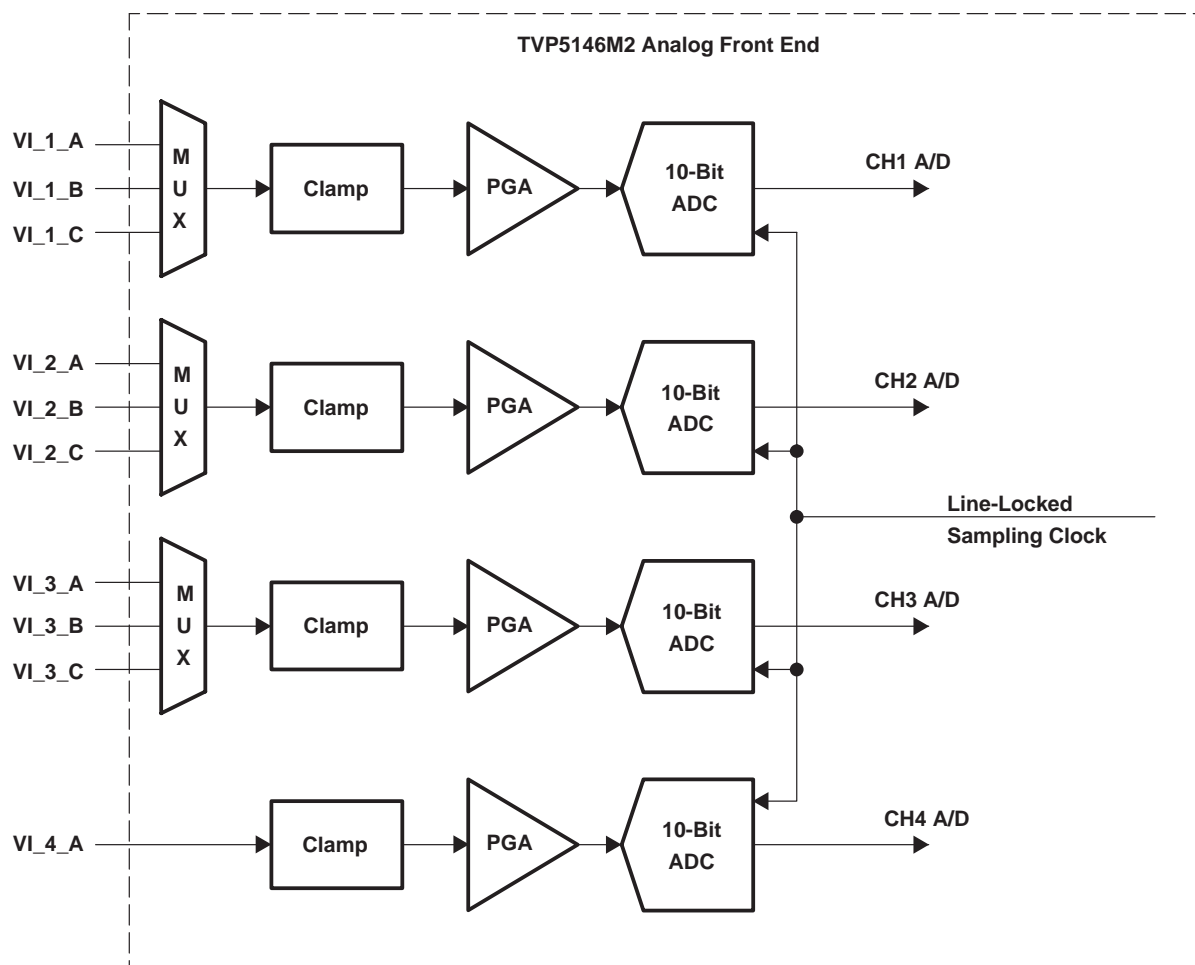 TVP5146M2 Analog Front End
VI_1_A
VI_1_B
VI_1_C
M
U
X
Clamp
PGA
10-Bit
ADC
CH1 A/D
VI_2_A
VI_2_B
VI_2_C
M
U
X
Clamp
PGA
10-Bit
ADC
CH2 A/D
Line-Locked
Sampling Clock
VI_3_A
VI_3_B
VI_3_C
M
U
X
Clamp
PGA
10-Bit
ADC
CH3 A/D
VI_4_A
Clamp
PGA
10-Bit
ADC
CH4 A/D